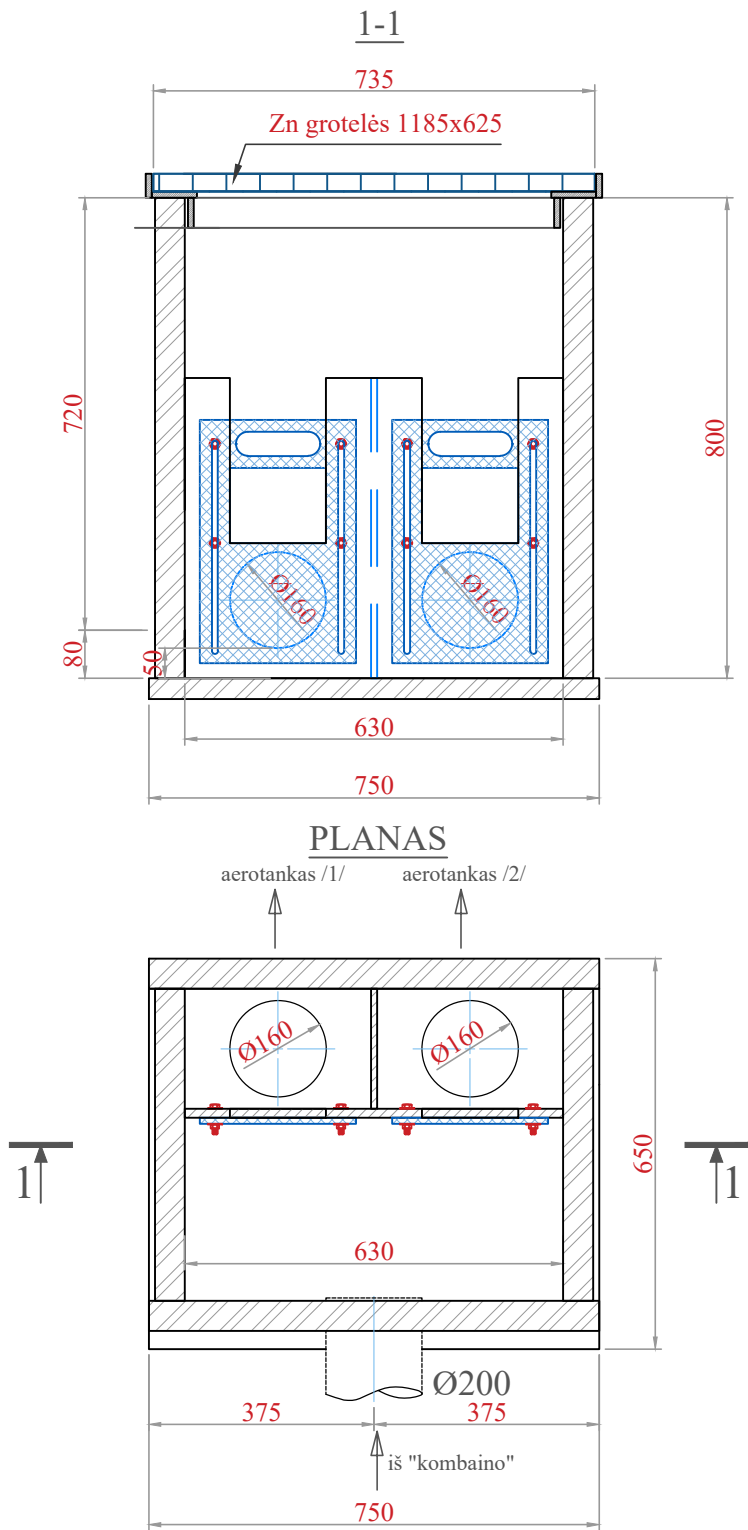 1-1
735
Zn grotelės 1185x625
720
800
Ø160
Ø160
80
50
630
750
PLANAS
aerotankas /1/
aerotankas /2/
Ø160
Ø160
1
1
650
630
Ø200
375
375
iš "kombaino"
750